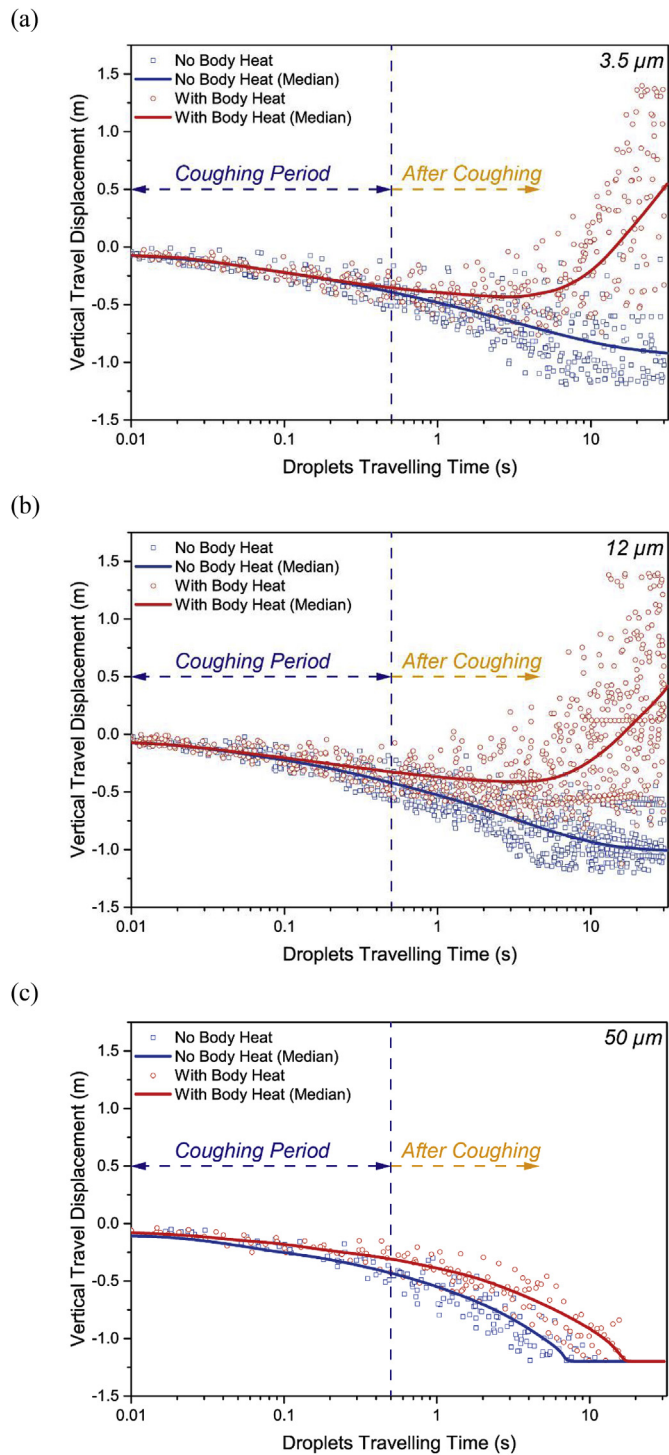 (a)
3.5 µm
No Body Heat
No Body Heat (Median)
With Body Heat
With Body Heat (Median)
Coughing Period
After Coughing
1.5
1.0
0.5
0.0
-0.5
-1.0
-1.5
Vertical Travel Displacement (m)
0.01 0.1 1 10
Droplets Travelling Time (s)
(b)
12 µm
No Body Heat
No Body Heat (Median)
With Body Heat
With Body Heat (Median)
Coughing Period
After Coughing
1.5
1.0
0.5
0.0
-0.5
-1.0
-1.5
Vertical Travel Displacement (m)
0.01 0.1 1 10
Droplets Travelling Time (s)
(c)
50 µm
No Body Heat
No Body Heat (Median)
With Body Heat
With Body Heat (Median)
Coughing Period
After Coughing
1.5
1.0
0.5
0.0
-0.5
-1.0
-1.5
Vertical Travel Displacement (m)
0.01 0.1 1 10
Droplets Travelling Time (s)